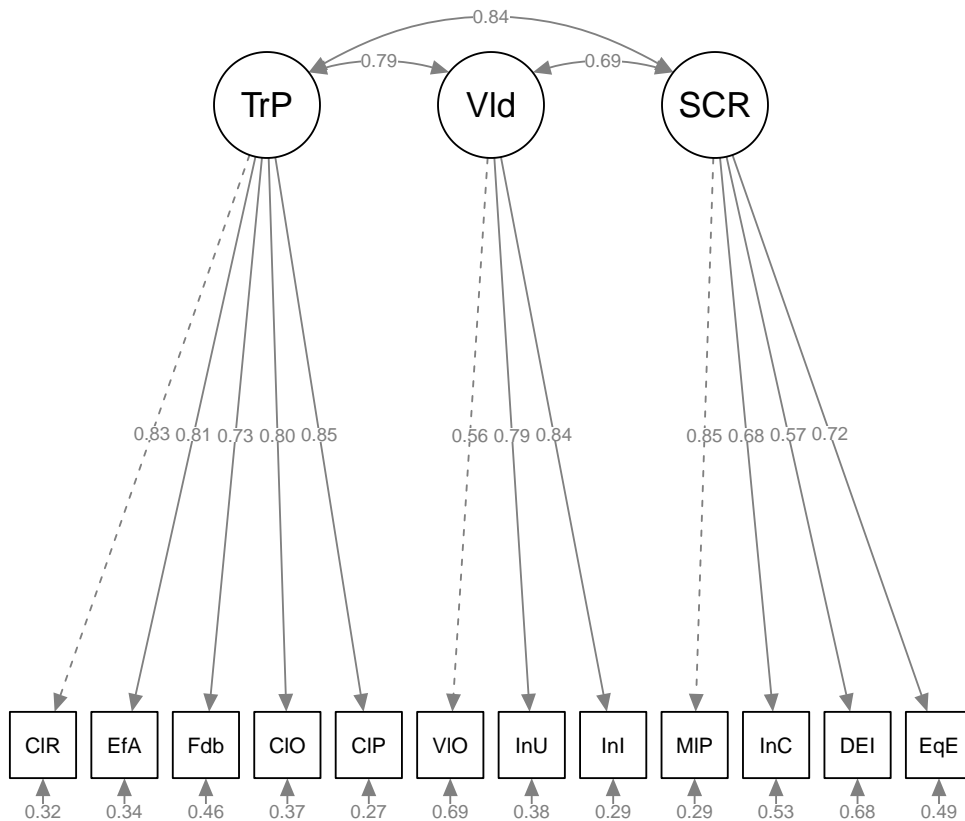 0.84
0.79 0.69
TrP Vld SCR
0.83 0.81 0.73 0.80 0.85 0.56 0.79 0.84 0.85 0.68 0.57 0.72
ClR EfA Fdb ClO ClP VlO InU InI MIP InC DEI EqE
0.32 0.34 0.46 0.37 0.27 0.69 0.38 0.29 0.29 0.53 0.68 0.49